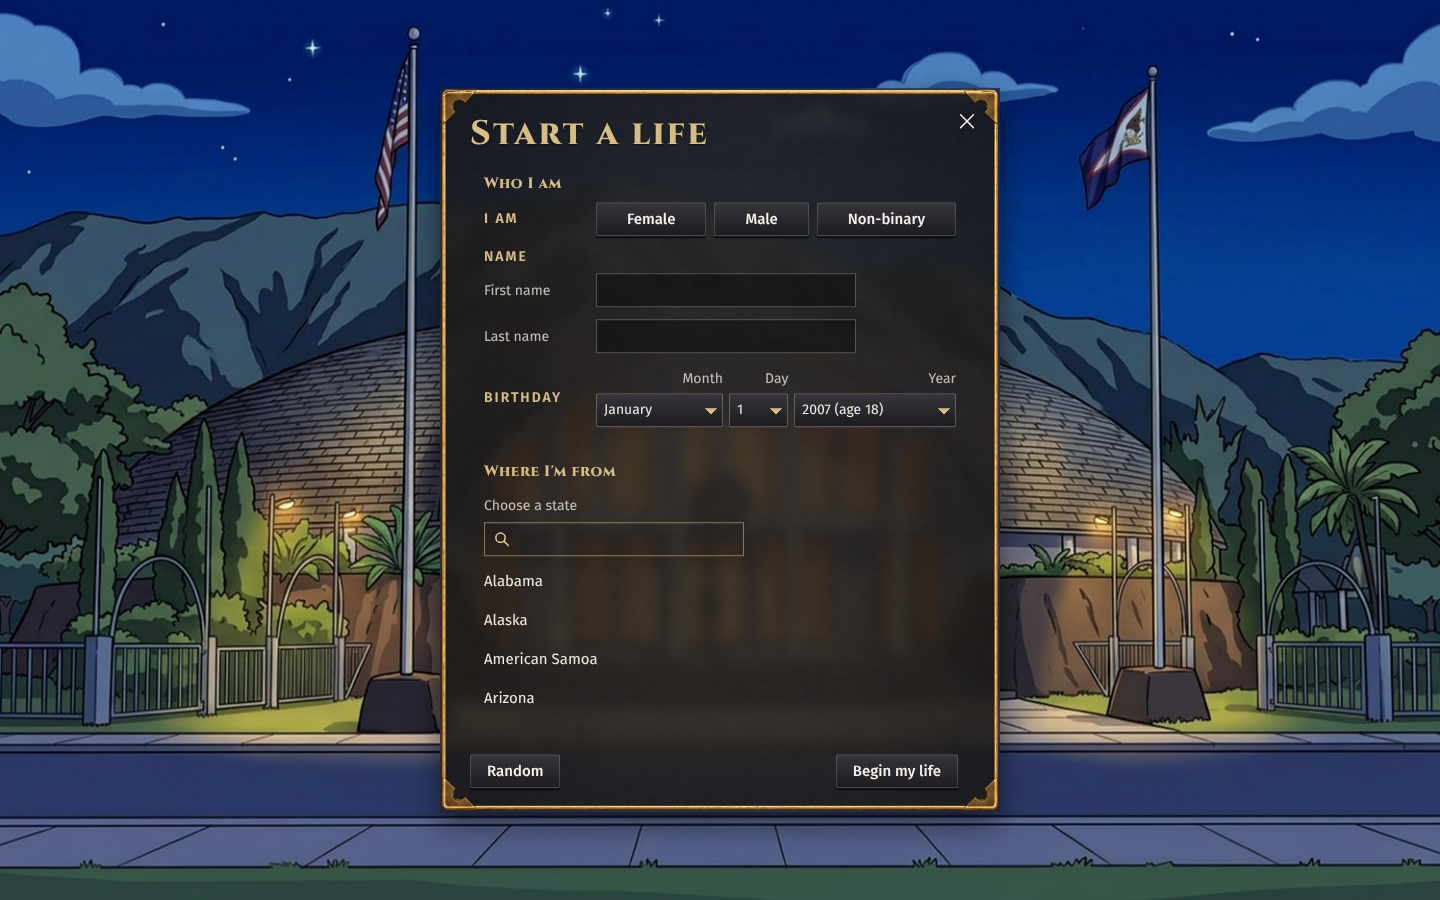 Start a life
Who I am
I AM
Female
Male
Non-binary
NAME
First name
Last name
Month
Day
Year
BIRTHDAY
January
1
2007 (age 18)
Where I'm from
Choose a state
Alabama
Alaska
American Samoa
Arizona
Random
Begin my life